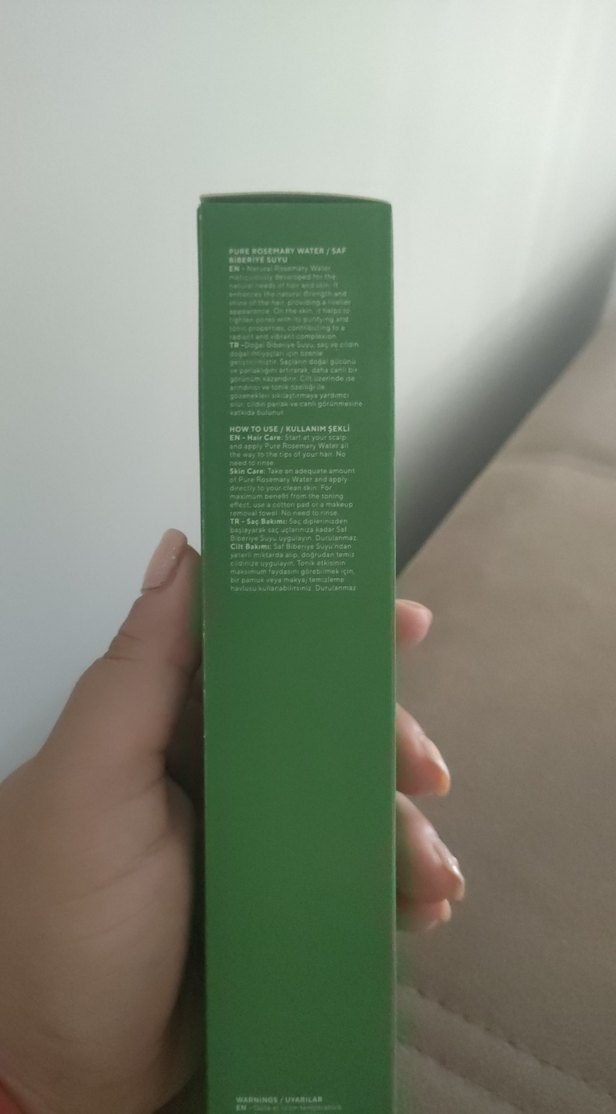 PURE ROSEMARY WATER / SAF
BİBERİYE SUYU
EN - Natural Rosemary Water
meticulously developed for the
natural needs of hair and skin. It
enhances the natural strength and
shine of the hair, providing a livelier
appearance. On the skin, it helps to
tighten pores with its purifying and
tonic properties, contributing to a
radiant and vibrant complexion.
TR -Doğal Biberiye Suyu, saç ve cildin
doğal ihtiyaçları için özenle
geliştirilmiştir. Saçların doğal gücünü
ve parlaklığını artırarak, daha canlı bir
görünüm kazandırır. Cilt üzerinde ise
arındırıcı ve tonik özelliği ile
gözenekleri sıkılaştırmaya yardımcı
olur, cildin parlak ve canlı görünmesine
katkıda bulunur.
HOW TO USE / KULLANIM ŞEKLİ
EN - Hair Care: Start at your scalp
and apply Pure Rosemary Water all
the way to the tips of your hair. No
need to rinse.
Skin Care: Take an adequate amount
of Pure Rosemary Water and apply
directly to your clean skin. For
maximum benefit from the toning
effect, use a cotton pad or a makeup
removal towel. No need to rinse.
TR - Saç Bakımı: Saç diplerinizden
başlayarak saç uçlarınıza kadar Saf
Biberiye Suyu uygulayın. Durulanmaz.
Cilt Bakımı: Saf Biberiye Suyu'ndan
yeterli miktarda alıp, doğrudan temiz
cildinize uygulayın. Tonik etkisinin
maksimum faydasını görebilmek için,
bir pamuk veya makyaj temizleme
havlusu kullanabilirsiniz. Durulanmaz.
WARNINGS / UYARILAR
EN -